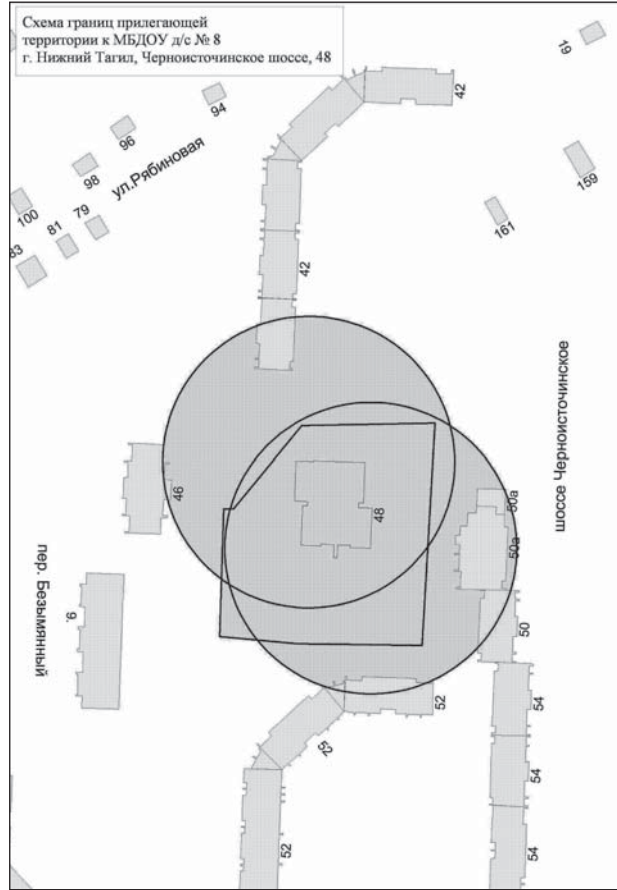 Схема границ прилегающей
территории к МБДОУ д/с № 8
г. Нижний Тагил, Черноисточинское шоссе, 48
19
42
94
96
98
ул.Рябиновая
100
79
81
83
159
161
42
шоссе Черноисточинское
46
48
50а
50а
пер. Безымянный
50
52
54
52
54
52
54